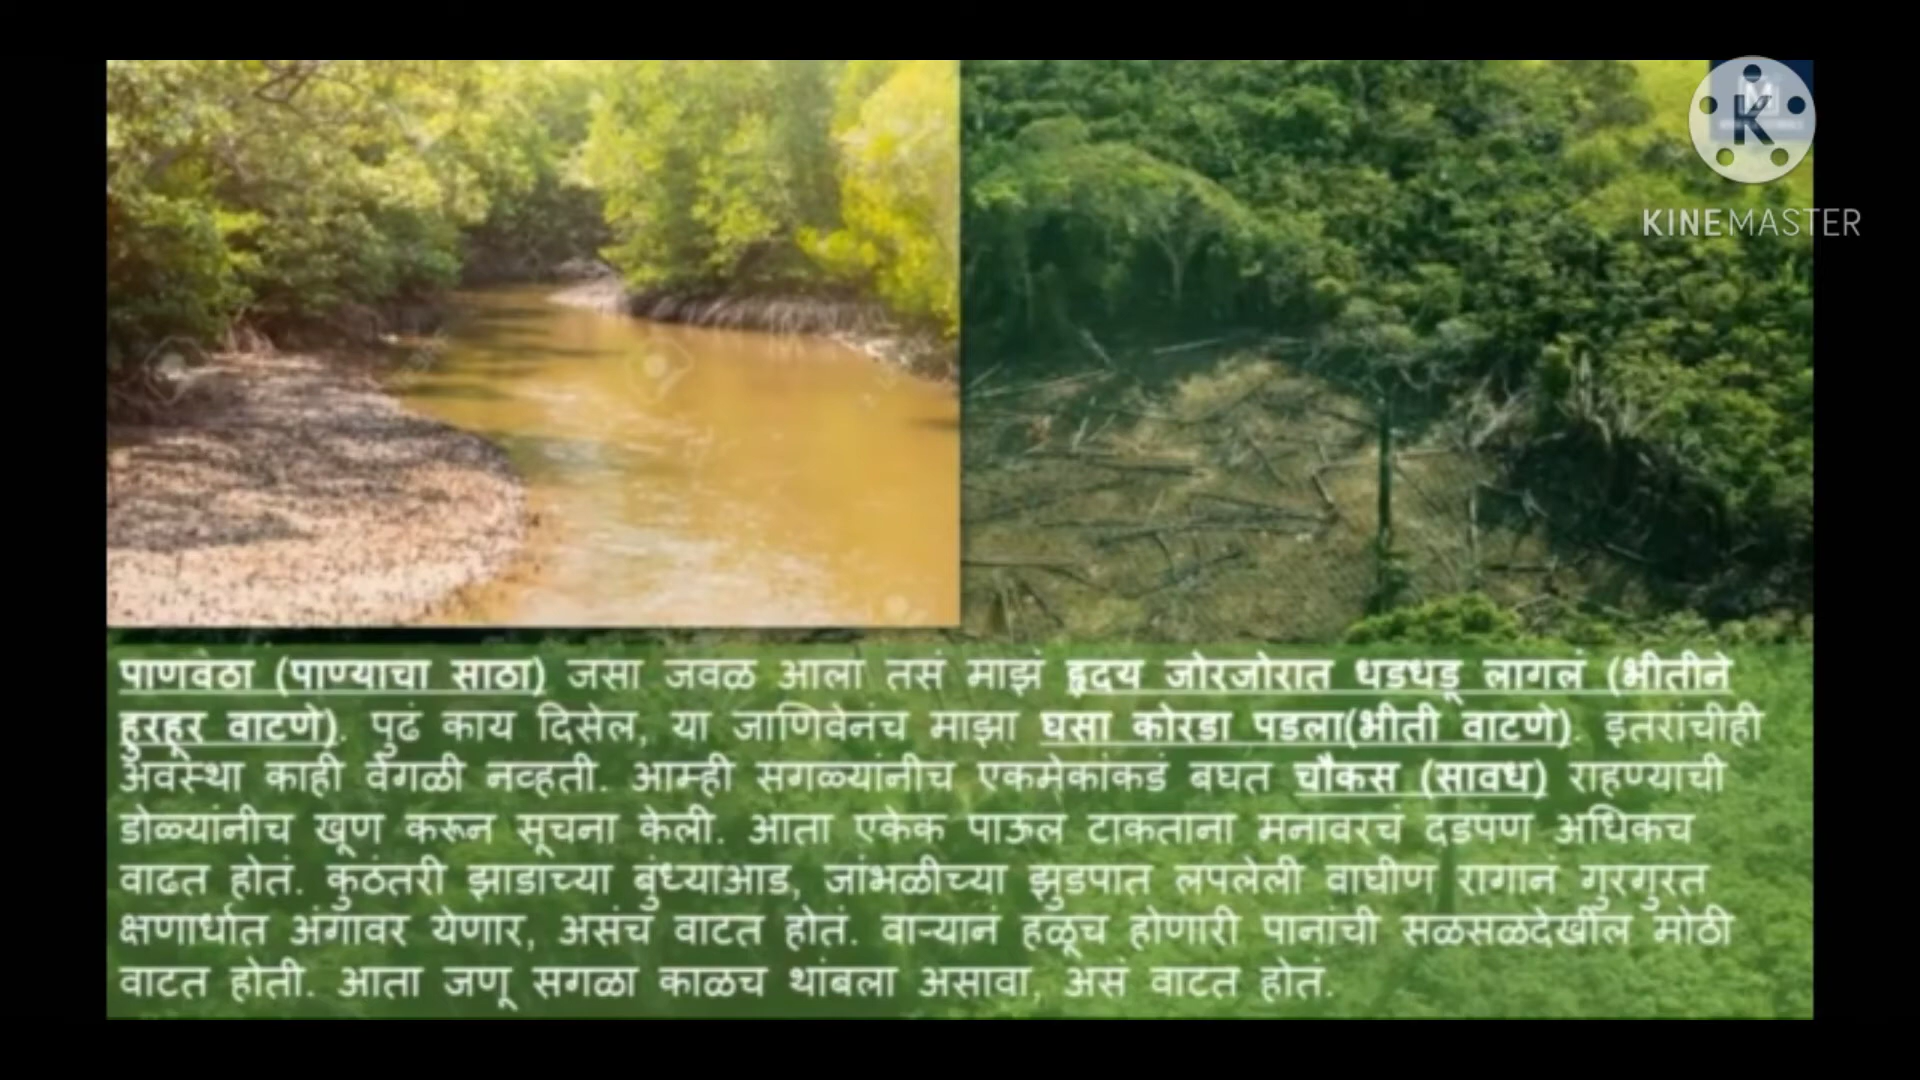 KINEMASTER
पाणवठा (पाण्याचा साठा) जसा जवळ आला तसं माझं हृदय जोरजोरात धडधडू लागलं (भीतीने
हुरहूर वाटणे). पुढं काय दिसेल, या जाणिवेनंच माझा घसा कोरडा पडला(भीती वाटणे). इतरांचीही
अवस्था काही वेगळी नव्हती. आम्ही सगळ्यांनीच एकमेकांकडं बघत चौकस (सावध) राहण्याची
डोळ्यांनीच खूण करून सूचना केली. आता एकेक पाऊल टाकताना मनावरचं दडपण अधिकच
वाढत होतं. कुठंतरी झाडाच्या बुंध्याआड, जांभळीच्या झुडपात लपलेली वाघीण रागानं गुरगुरत
क्षणार्धात अंगावर येणार, असंच वाटत होतं. वाऱ्यानं हळूच होणारी पानांची सळसळदेखील मोठी
वाटत होती. आता जणू सगळा काळच थांबला असावा, असं वाटत होतं.